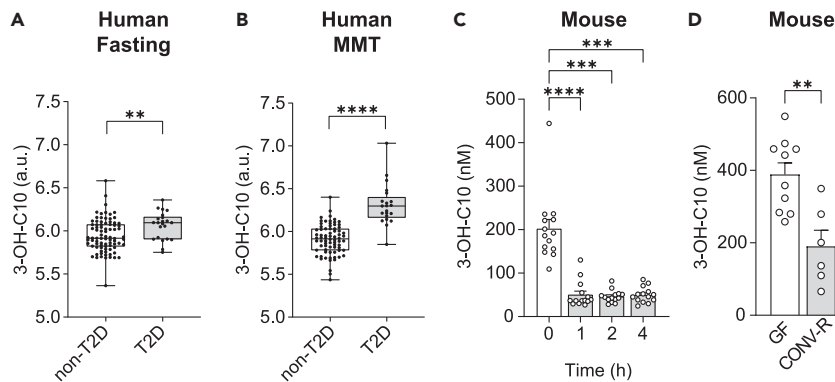 A
Human
Fasting
3-OH-C10 (a.u.)
7.5
7.0
6.5
6.0
5.5
5.0
**
non-T2D
T2D
B
Human
MMT
3-OH-C10 (a.u.)
7.5
7.0
6.5
6.0
5.5
5.0
****
non-T2D
T2D
C
Mouse
3-OH-C10 (nM)
500
400
300
200
100
0
***
***
****
0 1 2 4
Time (h)
D
Mouse
3-OH-C10 (nM)
600
400
200
0
**
GF
CONV-R